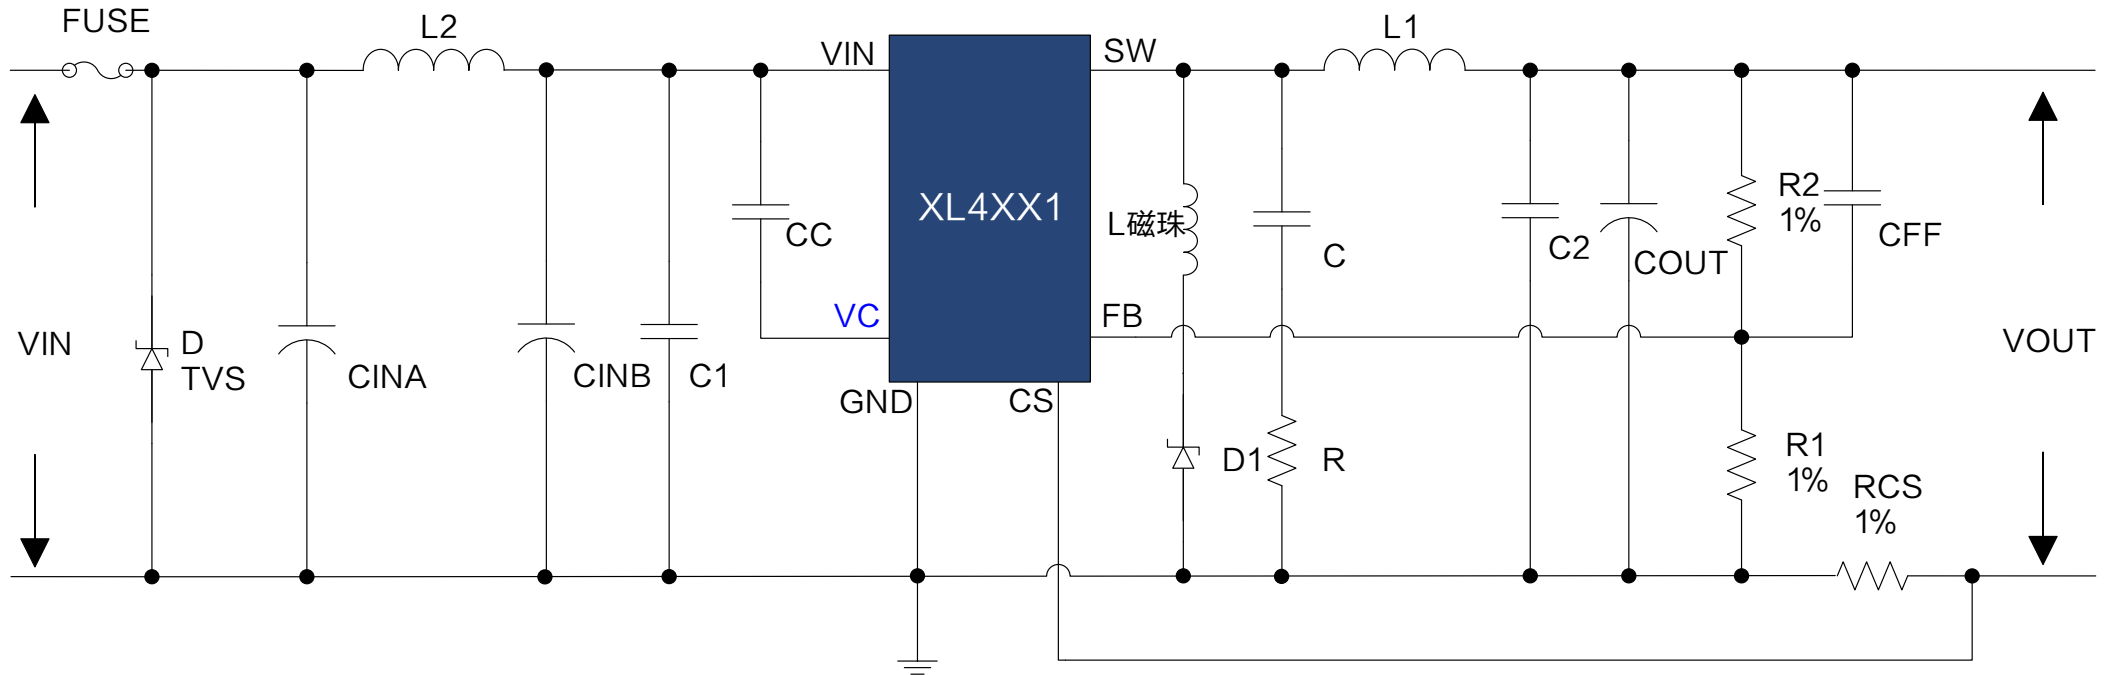 FUSE
L2
VIN
SW
L1
XL4XX1
CC
L磁珠
C
C2
COUT
R2
1%
CFF
VIN
D
TVS
CINA
CINB
C1
VC
FB
VOUT
GND
CS
D1
R
R1
1%
RCS
1%